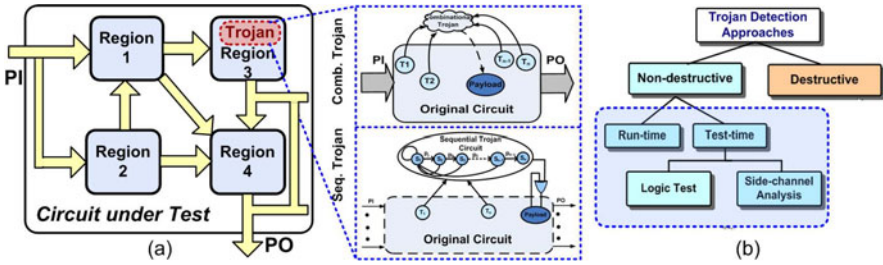 PI
Region
1
Trojan
Region
3
Region
2
Region
4
Circuit under Test
(a)
PO
Comb. Trojan
Combinational
Trojan
PI
PO
T1
T2
Payload
Original Circuit
Seq. Trojan
Sequential Trojan
Circuit
PI
PO
Payload
Original Circuit
Trojan Detection
Approaches
Non-destructive
Destructive
Run-time
Test-time
Logic Test
Side-channel
Analysis
(b)